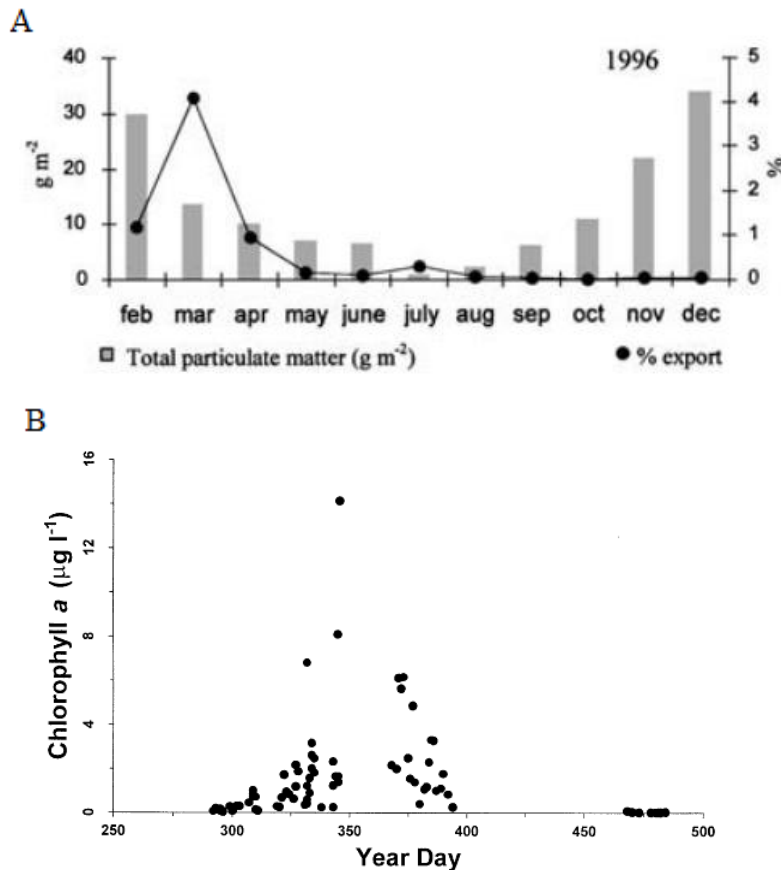 A
1996
g m⁻²
40
30
20
10
0
%
5
4
3
2
1
0
feb mar apr may june july aug sep oct nov dec
Total particulate matter (g m⁻²) % export
B
Chlorophyll a (μg l⁻¹)
16
12
8
4
0
250 300 350 400 450 500
Year Day